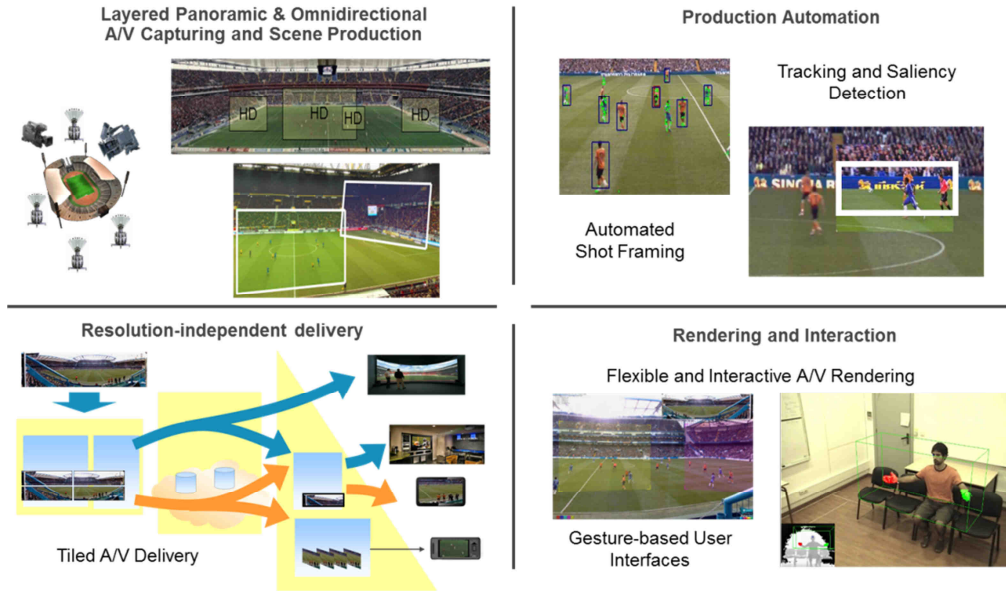 Layered Panoramic & Omnidirectional
A/V Capturing and Scene Production
HD
HD
HD
HD
Production Automation
Tracking and Saliency
Detection
Automated
Shot Framing
Resolution-independent delivery
Tiled A/V Delivery
Rendering and Interaction
Flexible and Interactive A/V Rendering
Gesture-based User
Interfaces